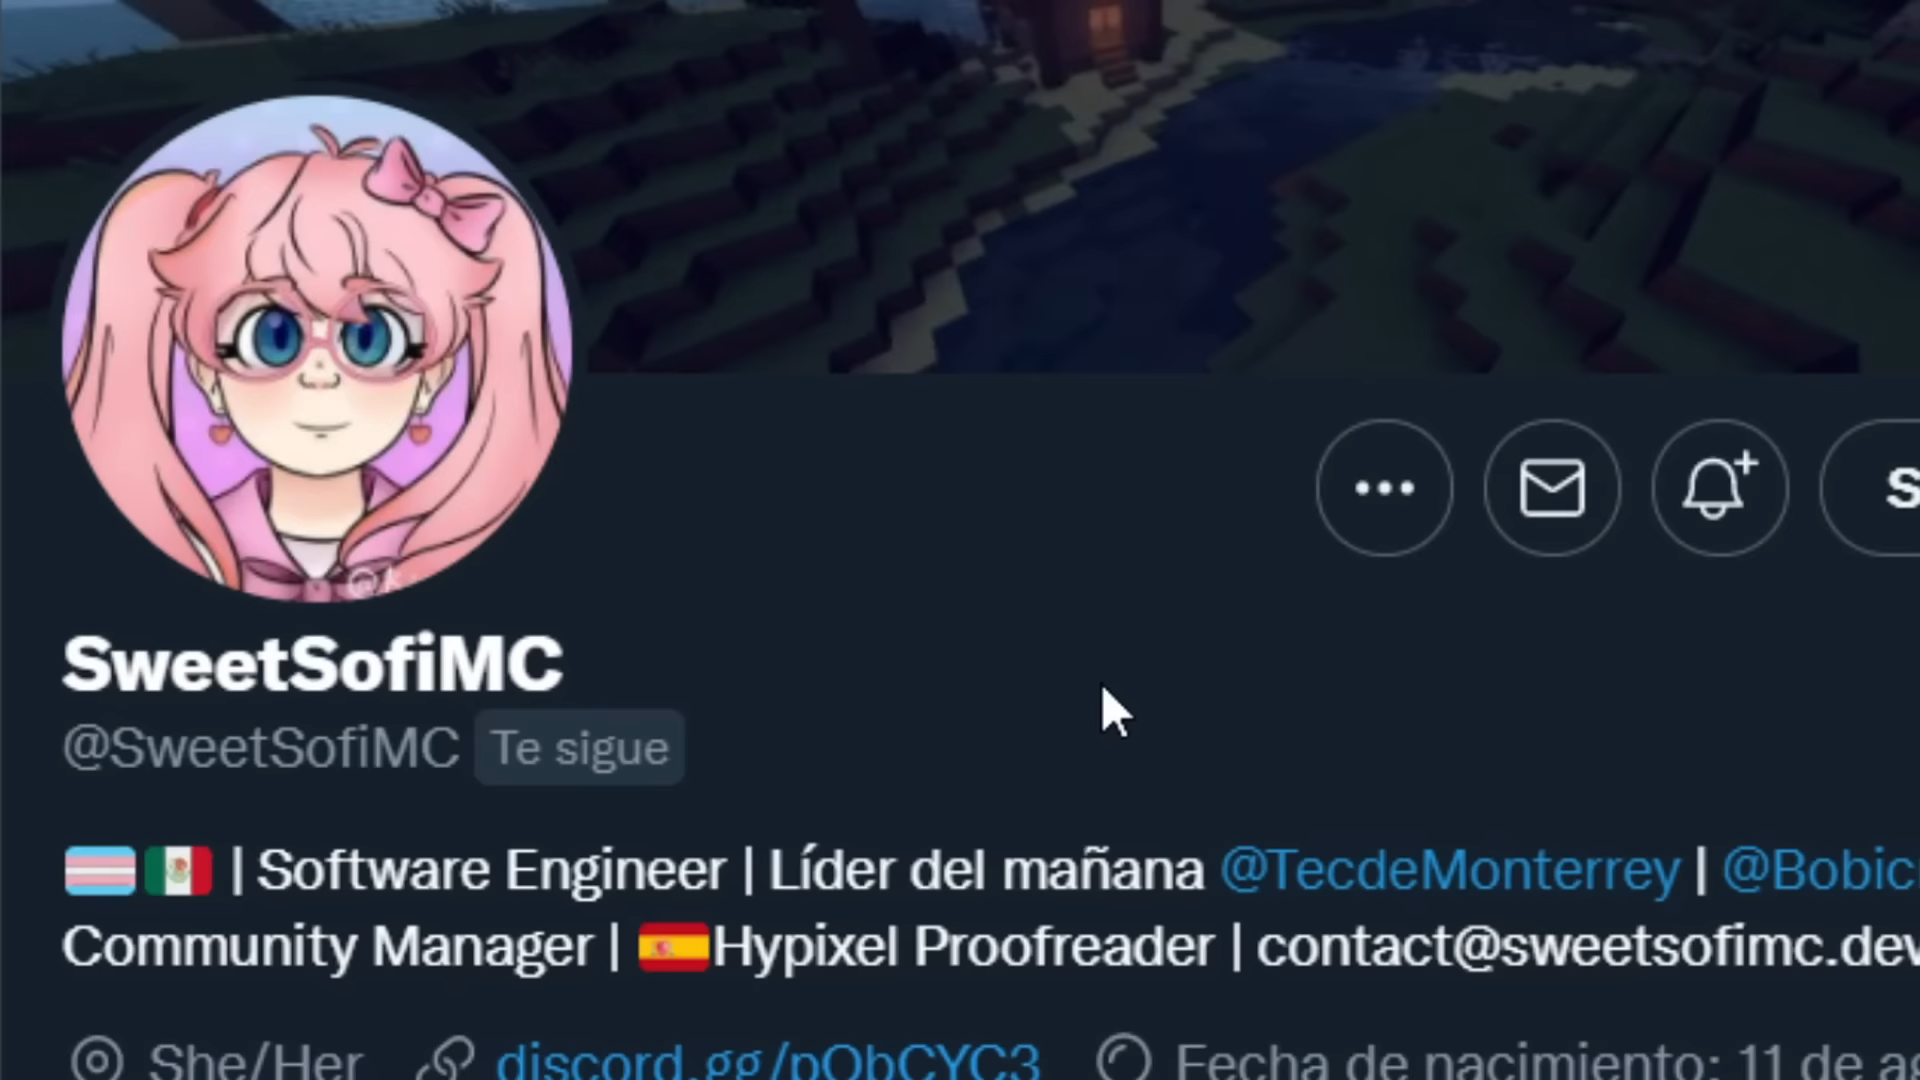 SweetSofiMC
@SweetSofiMC Te sigue
| Software Engineer | Líder del mañana @TecdeMonterrey | @Bobic
Community Manager | Hypixel Proofreader | contact@sweetsofimc.dev
She/Her discord.gg/pQbCYC3 Fecha de nacimiento: 11 de ag